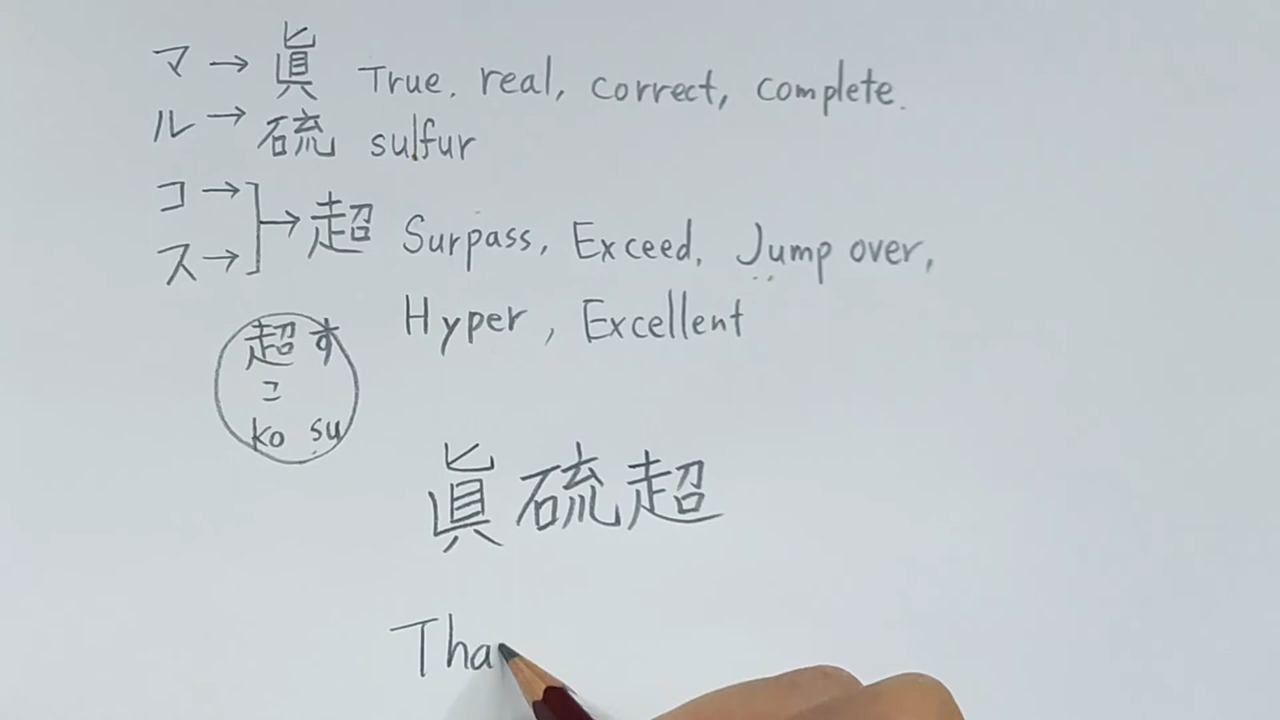 マ → 眞 True, real, correct, complete.
ル → 硫 sulfur
コ →
ス → ] → 超 Surpass, Exceed, Jump over,
Hyper, Excellent
超す
こ
ko su
眞硫超
Tha